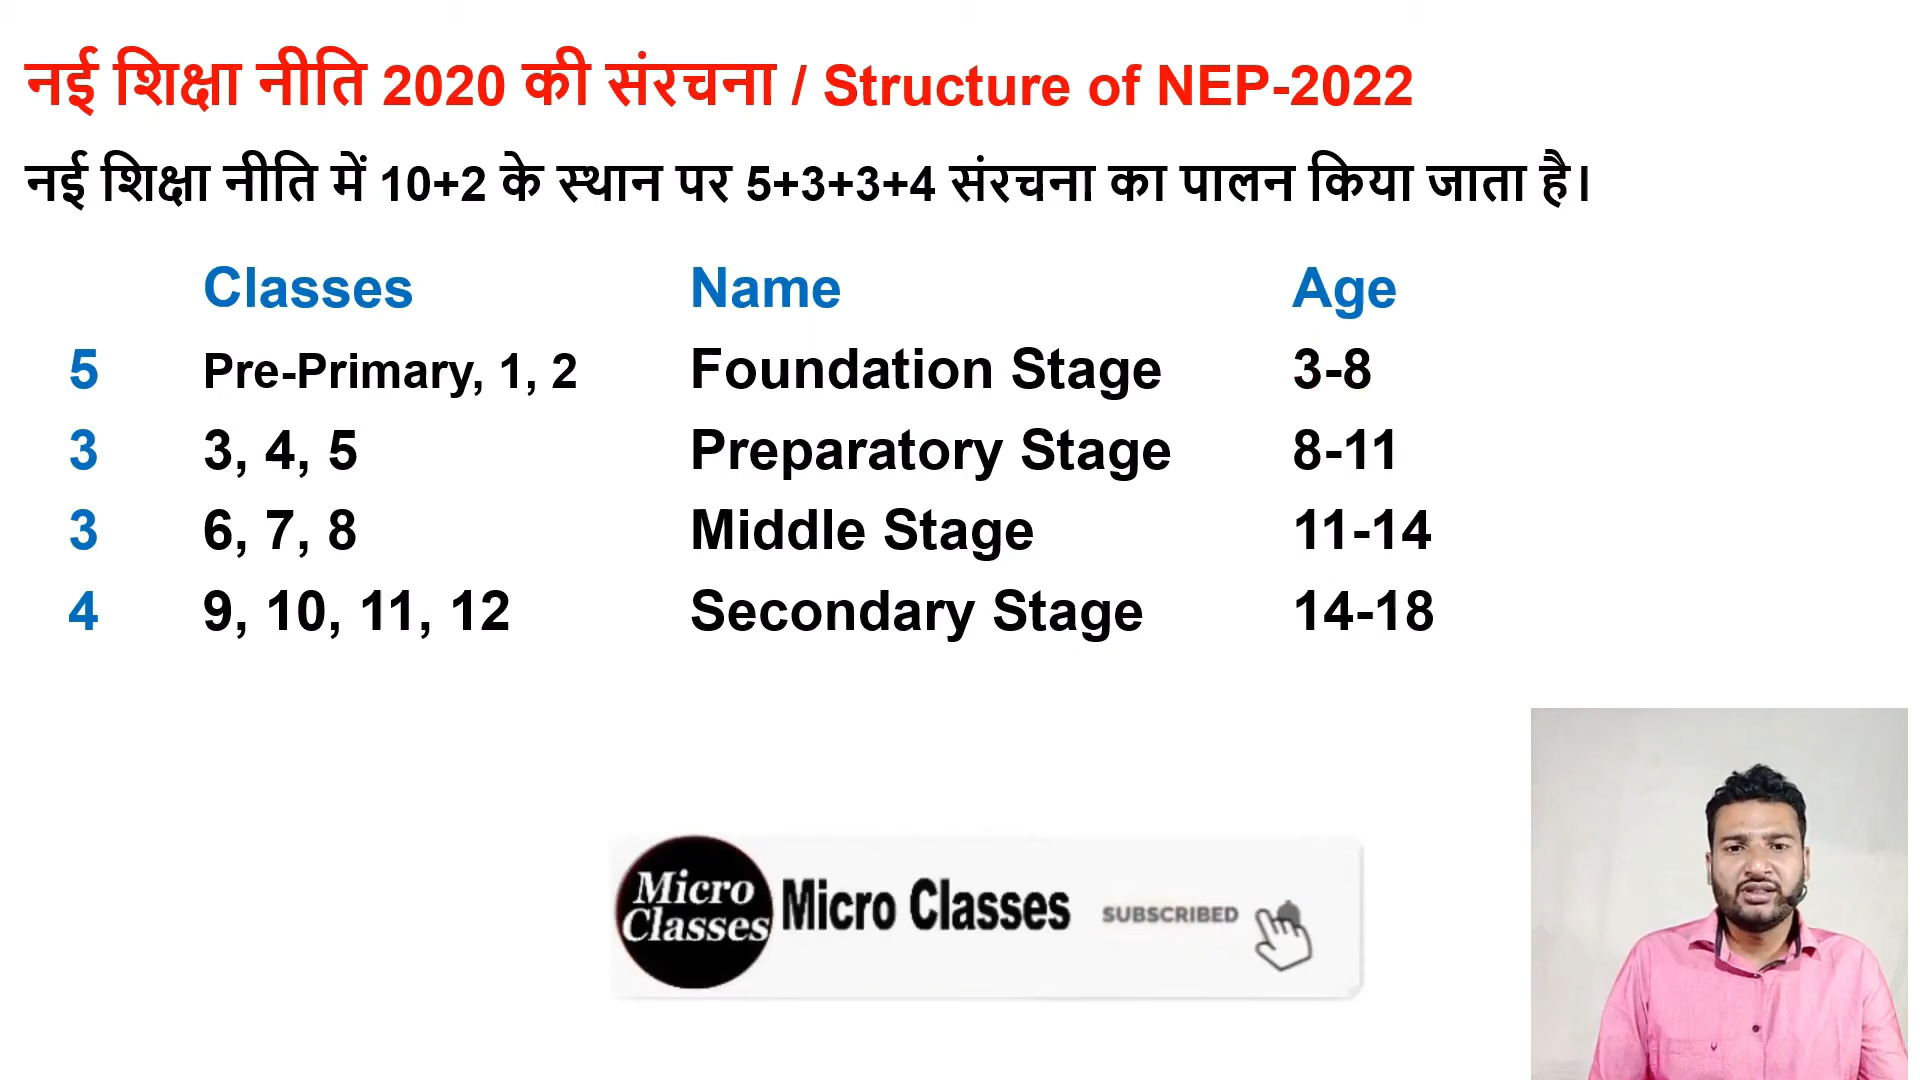 नई शिक्षा नीति 2020 की संरचना / Structure of NEP-2022
नई शिक्षा नीति में 10+2 के स्थान पर 5+3+3+4 संरचना का पालन किया जाता है।
Classes Name Age
5 Pre-Primary, 1, 2 Foundation Stage 3-8
3 3, 4, 5 Preparatory Stage 8-11
3 6, 7, 8 Middle Stage 11-14
4 9, 10, 11, 12 Secondary Stage 14-18
Micro
Classes
Micro Classes SUBSCRIBED